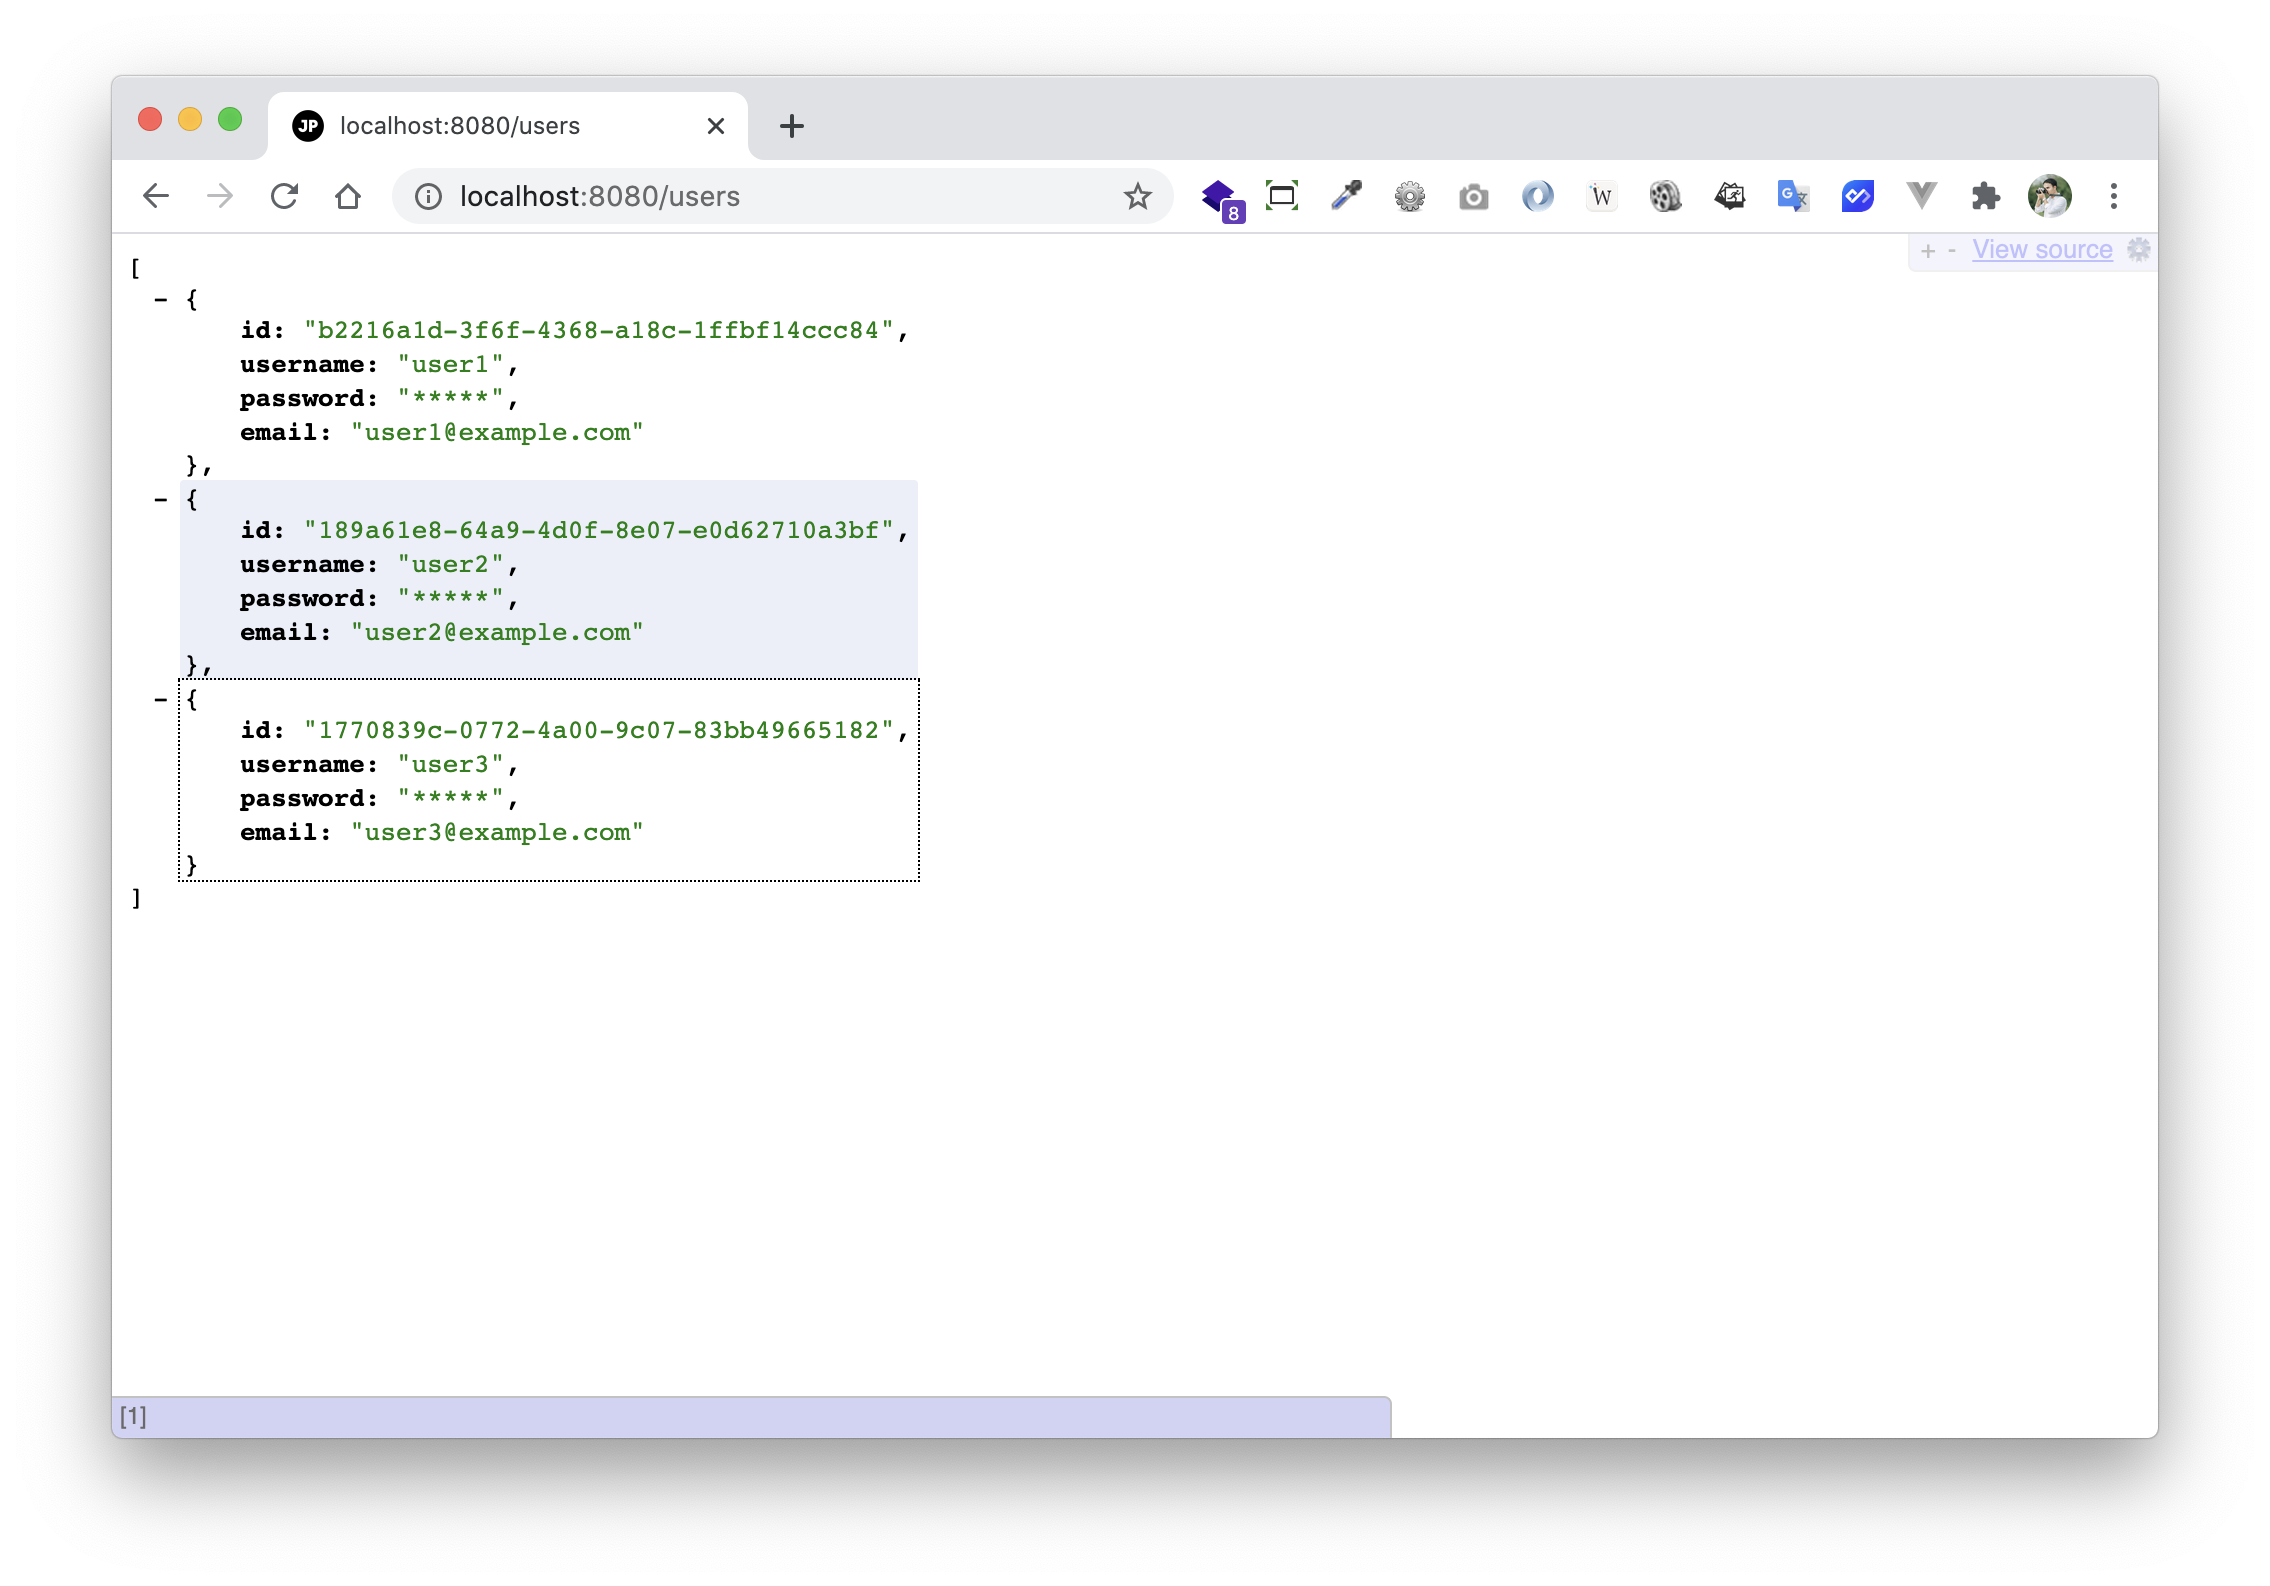 JP localhost:8080/users
localhost:8080/users
8
W
G
+ - View source
[
- {
id: "b2216a1d-3f6f-4368-a18c-1ffbf14ccc84",
username: "user1",
password: "*****",
email: "user1@example.com"
},
- {
id: "189a61e8-64a9-4d0f-8e07-e0d62710a3bf",
username: "user2",
password: "*****",
email: "user2@example.com"
},
- {
id: "1770839c-0772-4a00-9c07-83bb49665182",
username: "user3",
password: "*****",
email: "user3@example.com"
}
]
[1]